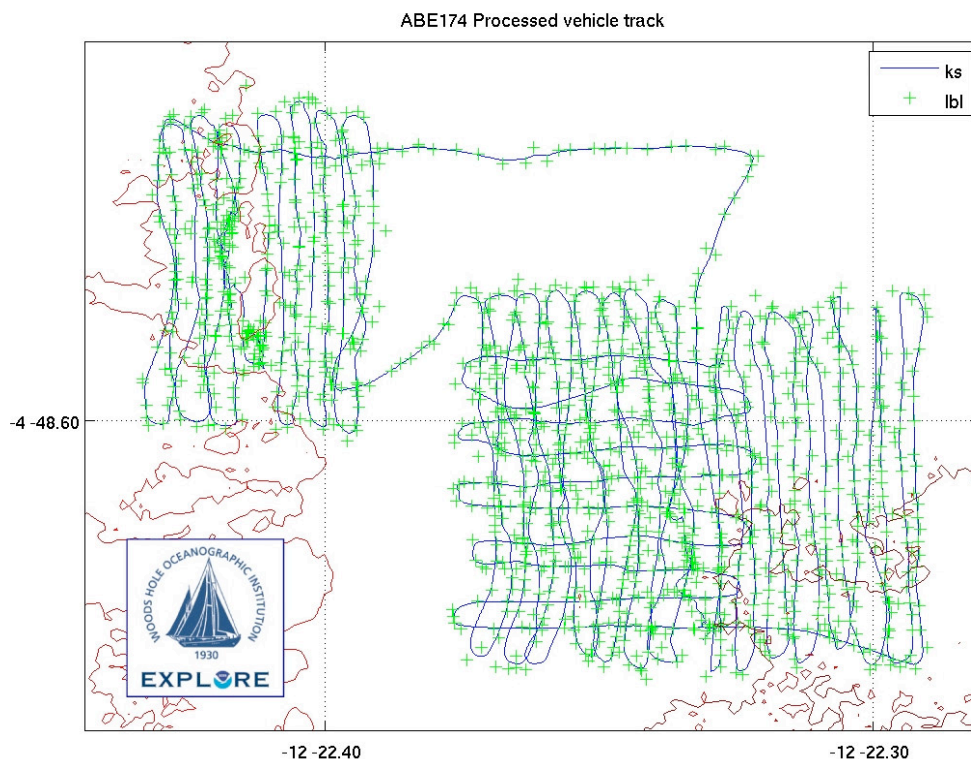 ABE174 Processed vehicle track
ks
lbl
-4 -48.60
WOODS HOLE OCEANOGRAPHIC INSTITUTION
1930
EXPLORE
-12 -22.40
-12 -22.30